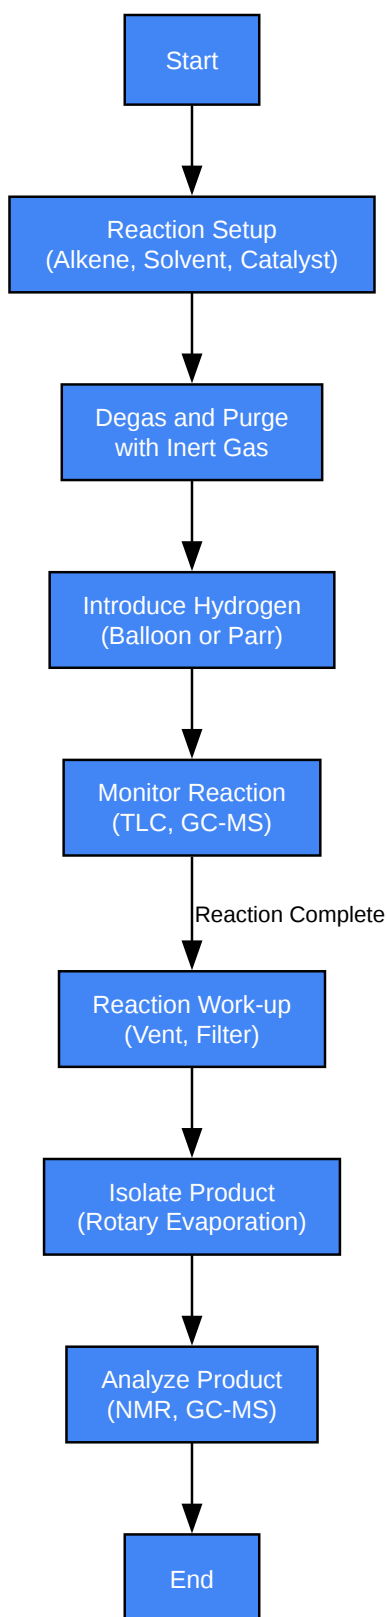 Start
Reaction Setup
(Alkene, Solvent, Catalyst)
Degas and Purge
with Inert Gas
Introduce Hydrogen
(Balloon or Parr)
Monitor Reaction
(TLC, GC-MS)
Reaction Complete
Reaction Work-up
(Vent, Filter)
Isolate Product
(Rotary Evaporation)
Analyze Product
(NMR, GC-MS)
End